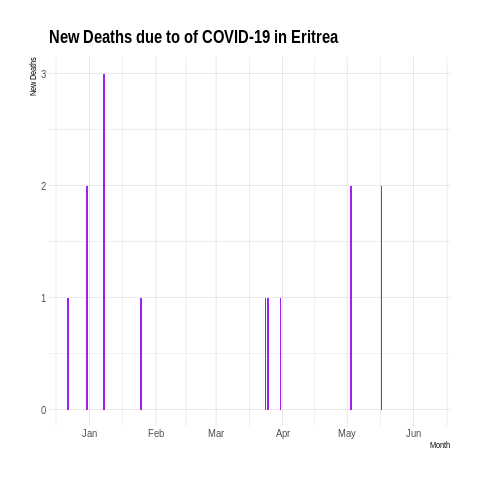 New Deaths due to of COVID-19 in Eritrea
New Deaths
3
2
1
0
Jan Feb Mar Apr May Jun
Month